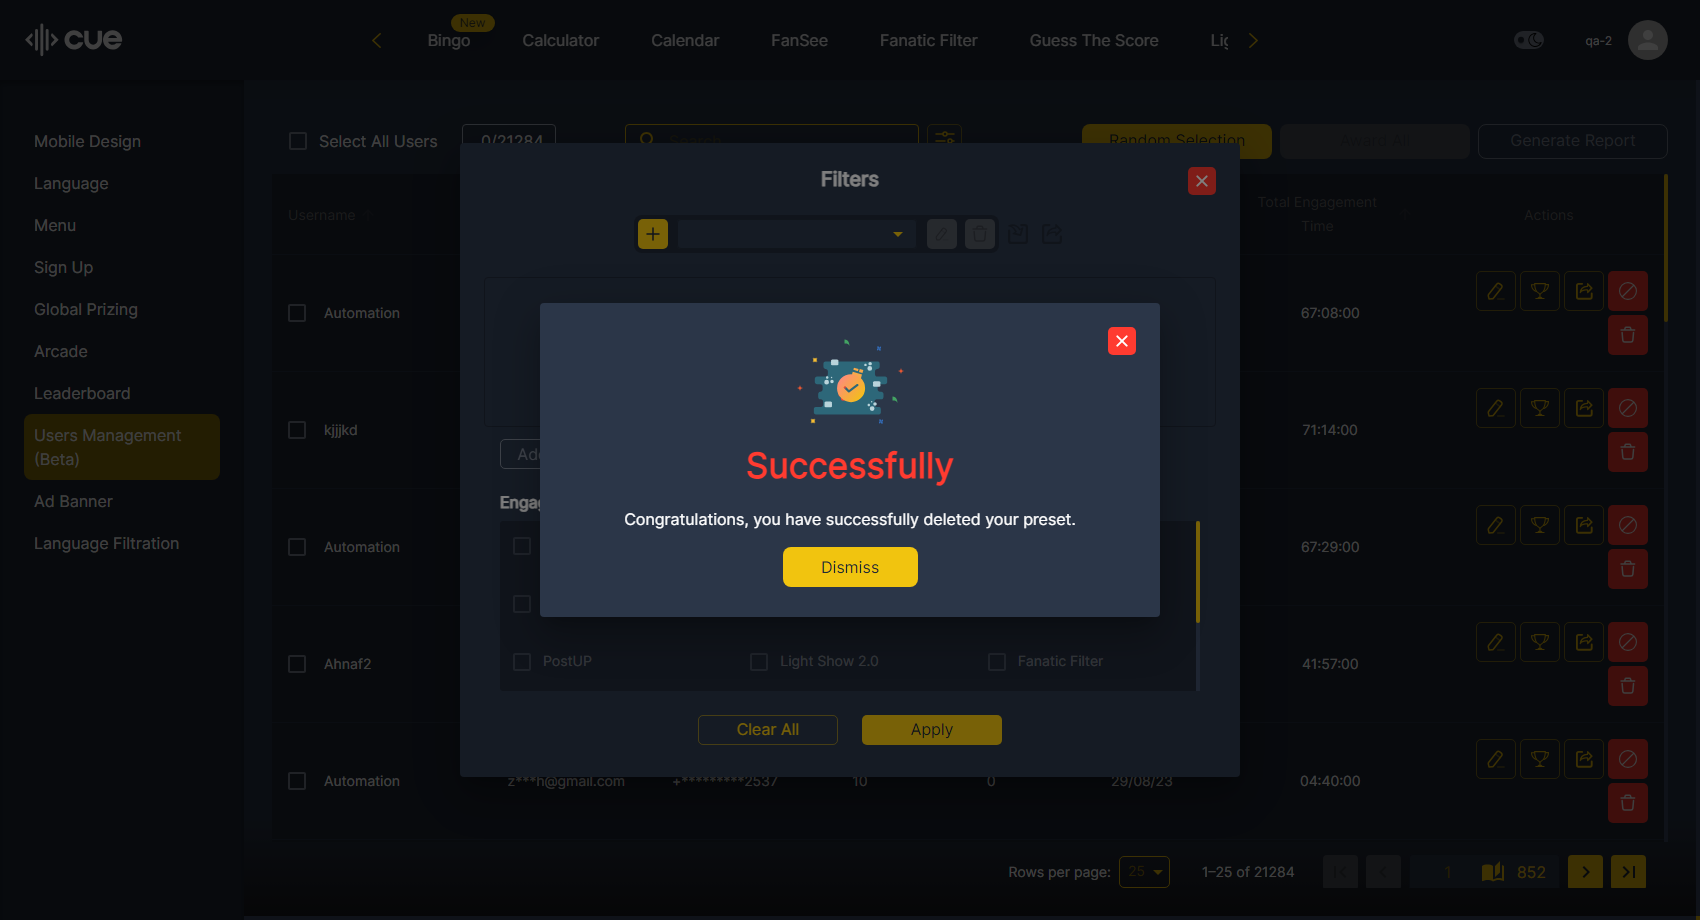 cue
New
Bingo
Calculator
Calendar
FanSee
Fanatic Filter
Guess The Score
Lig
qa-2
Mobile Design
Language
Menu
Sign Up
Global Prizing
Arcade
Leaderboard
Users Management
(Beta)
Ad Banner
Language Filtration
Select All Users
0/21284
Random Selection
Generate Report
Username
Total Engagement
Time
Actions
Filters
Automation
67:08:00
kjjjkd
71:14:00
Automation
67:29:00
Ahnaf2
41:57:00
Automation
z***h@gmail.com
+*********2537
10
0
29/08/23
04:40:00
Successfully
Congratulations, you have successfully deleted your preset.
Dismiss
PostUP
Light Show 2.0
Fanatic Filter
Clear All
Apply
Rows per page:
25
1–25 of 21284
1
852